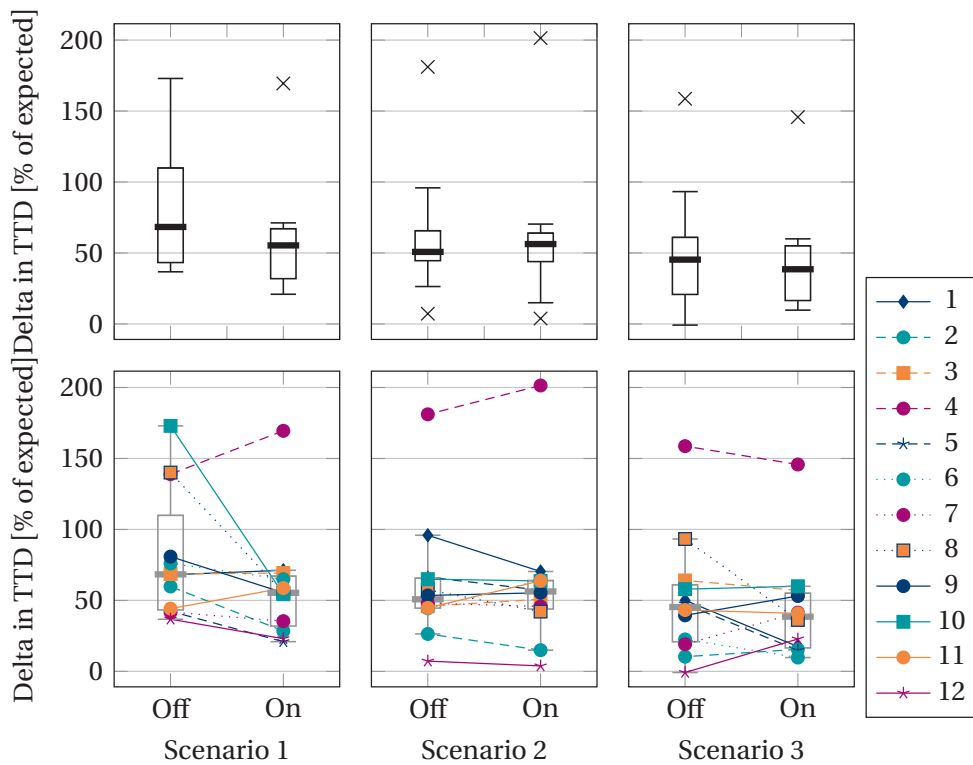 Delta in TTD [% of expected]
200
150
100
50
0
Delta in TTD [% of expected]
200
150
100
50
0
Off On
Off On
Off On
Scenario 1
Scenario 2
Scenario 3
1
2
3
4
5
6
7
8
9
10
11
12